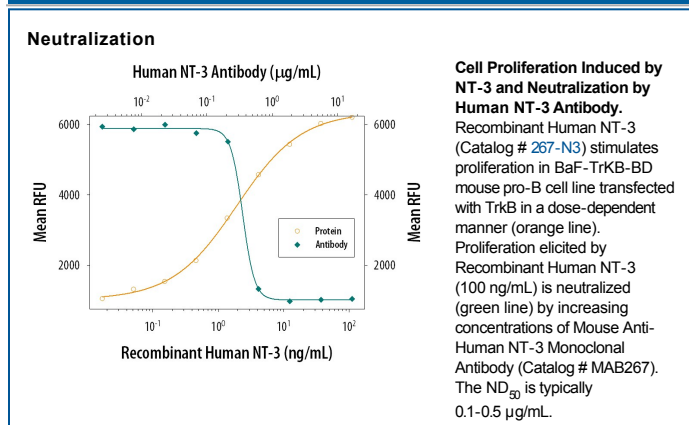 Neutralization
Human NT-3 Antibody (μg/mL)
10-2 10-1 100 101
6000 6000
4000 4000
2000 2000
Mean RFU
Mean RFU
Protein
Antibody
10-1 100 101 102
Recombinant Human NT-3 (ng/mL)
Cell Proliferation Induced by
NT-3 and Neutralization by
Human NT-3 Antibody.
Recombinant Human NT-3
(Catalog # 267-N3) stimulates
proliferation in BaF-TrKB-BD
mouse pro-B cell line transfected
with TrkB in a dose-dependent
manner (orange line).
Proliferation elicited by
Recombinant Human NT-3
(100 ng/mL) is neutralized
(green line) by increasing
concentrations of Mouse Anti-
Human NT-3 Monoclonal
Antibody (Catalog # MAB267).
The ND50 is typically
0.1-0.5 μg/mL.